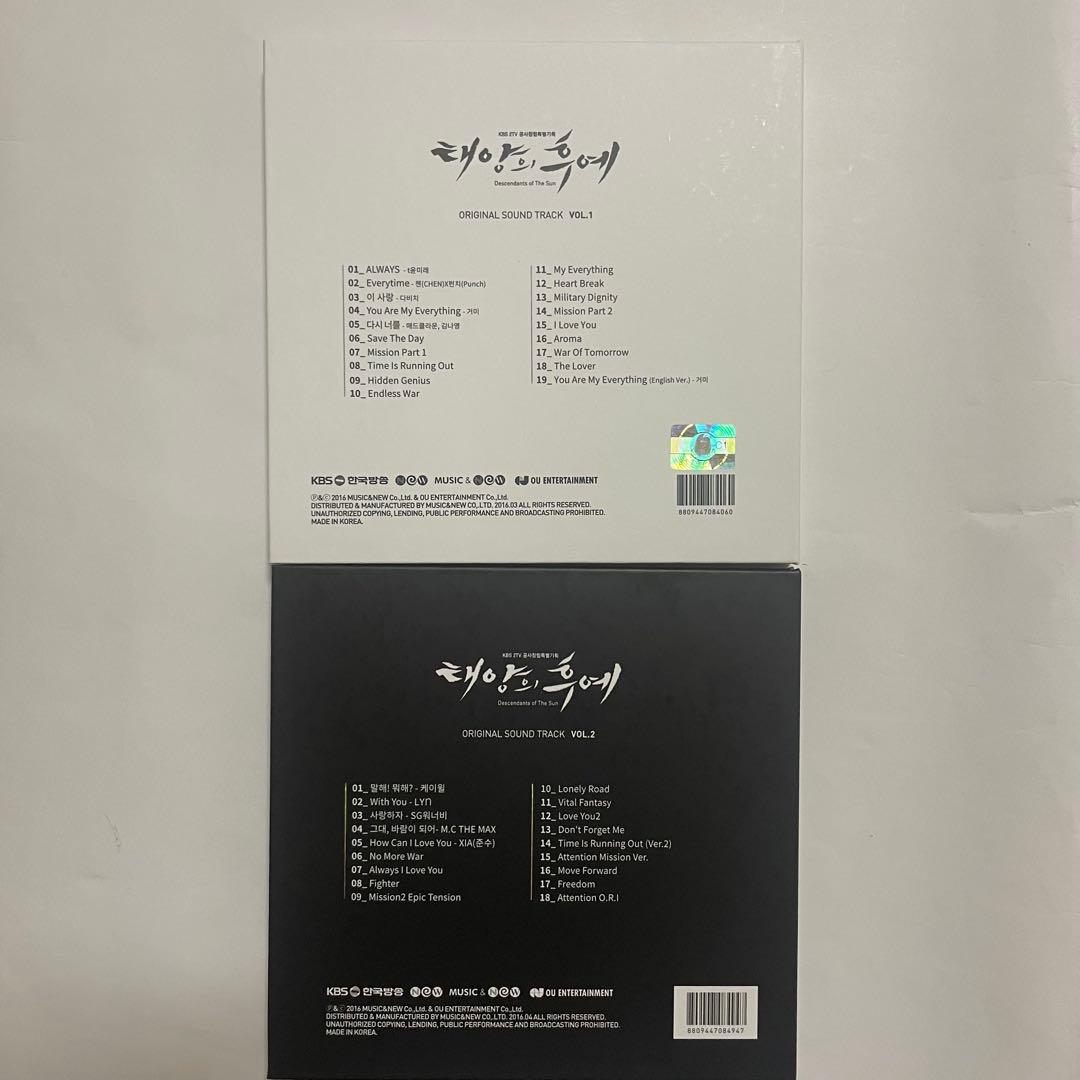 KBS 2TV 공사창립특별기획
태양의 후예
Descendants of The Sun
ORIGINAL SOUND TRACK VOL.1
01_ ALWAYS - t윤미래
02_ Everytime - 첸(CHEN)X펀치(Punch)
03_ 이 사랑 - 다비치
04_ You Are My Everything - 거미
05_ 다시 너를 - 매드클라운, 김나영
06_ Save The Day
07_ Mission Part 1
08_ Time Is Running Out
09_ Hidden Genius
10_ Endless War
11_ My Everything
12_ Heart Break
13_ Military Dignity
14_ Mission Part 2
15_ I Love You
16_ Aroma
17_ War Of Tomorrow
18_ The Lover
19_ You Are My Everything (English Ver.) - 거미
KBS 한국방송 NEW MUSIC & NEW OU ENTERTAINMENT
℗&© 2016 MUSIC&NEW Co.,Ltd. & OU ENTERTAINMENT Co.,Ltd.
DISTRIBUTED & MANUFACTURED BY MUSIC&NEW CO.,LTD. 2016.03 ALL RIGHTS RESERVED.
UNAUTHORIZED COPYING, LENDING, PUBLIC PERFORMANCE AND BROADCASTING PROHIBITED.
MADE IN KOREA.
8809447084060
KBS 2TV 공사창립특별기획
태양의 후예
Descendants of The Sun
ORIGINAL SOUND TRACK VOL.2
01_ 말해! 뭐해? - 케이윌
02_ With You - LYn
03_ 사랑하자 - SG워너비
04_ 그대, 바람이 되어- M.C THE MAX
05_ How Can I Love You - XIA(준수)
06_ No More War
07_ Always I Love You
08_ Fighter
09_ Mission2 Epic Tension
10_ Lonely Road
11_ Vital Fantasy
12_ Love You2
13_ Don't Forget Me
14_ Time Is Running Out (Ver.2)
15_ Attention Mission Ver.
16_ Move Forward
17_ Freedom
18_ Attention O.R.I
KBS 한국방송 NEW MUSIC & NEW OU ENTERTAINMENT
℗&© 2016 MUSIC&NEW Co.,Ltd. & OU ENTERTAINMENT Co.,Ltd.
DISTRIBUTED & MANUFACTURED BY MUSIC&NEW CO.,LTD. 2016.04 ALL RIGHTS RESERVED.
UNAUTHORIZED COPYING, LENDING, PUBLIC PERFORMANCE AND BROADCASTING PROHIBITED.
MADE IN KOREA.
8809447084947